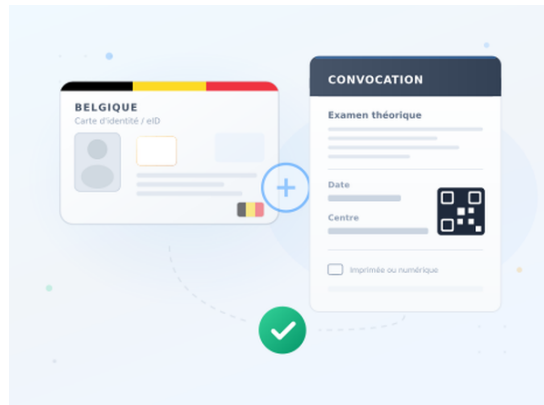 BELGIQUE
Carte d'identité / eID
CONVOCATION
Examen théorique
Date
Centre
Imprimée ou numérique